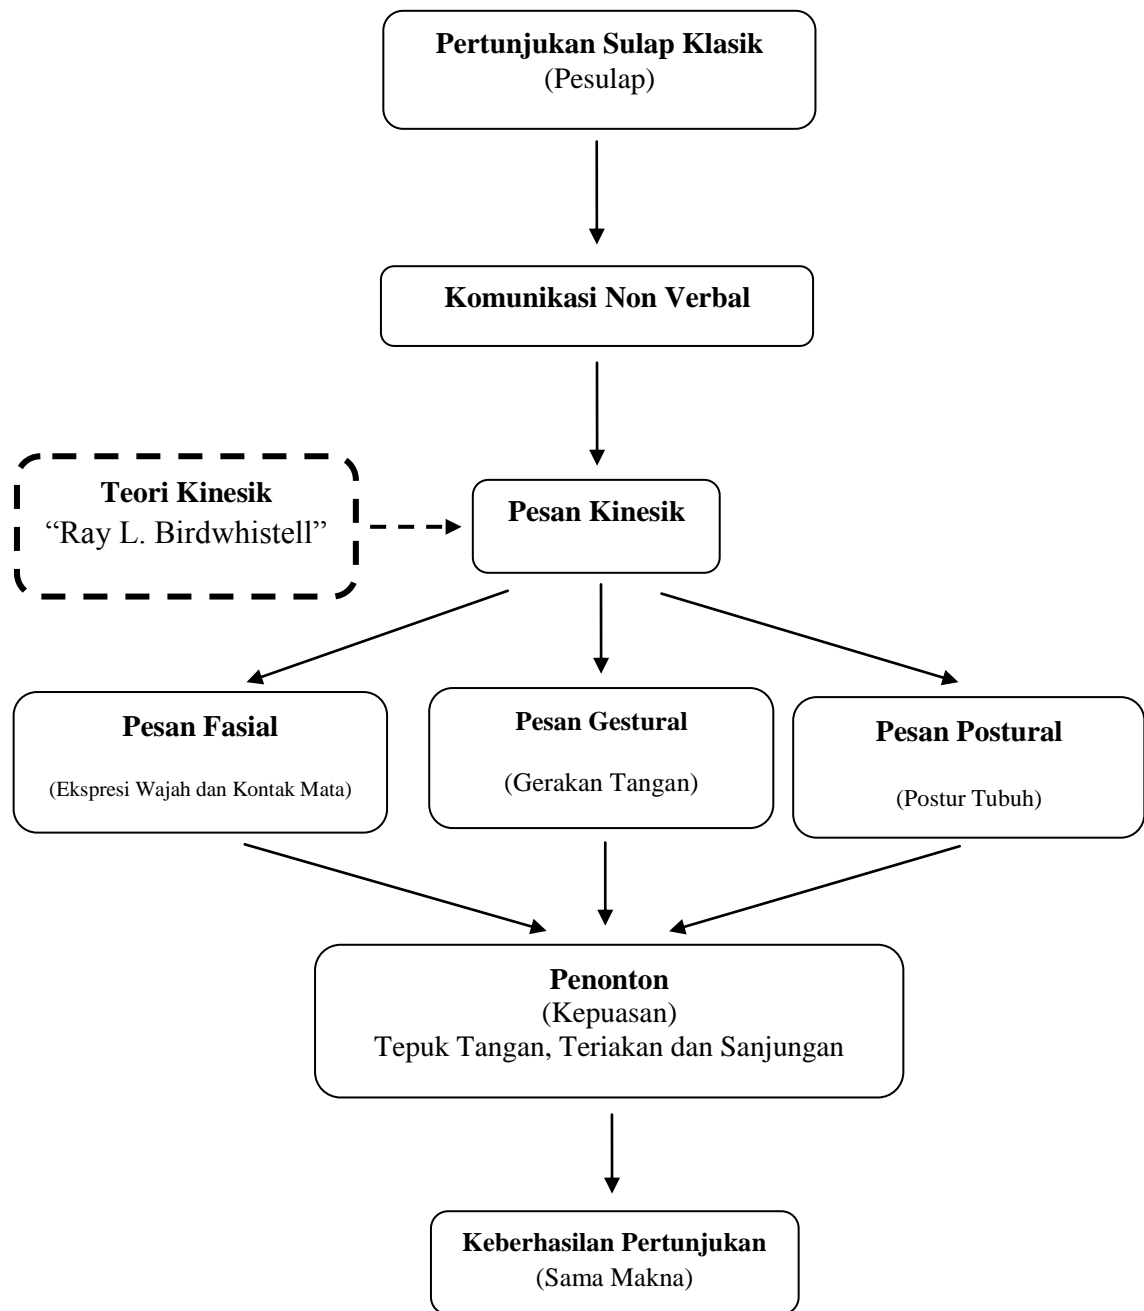 Pertunjukan Sulap Klasik
(Pesulap)
Komunikasi Non Verbal
Teori Kinesik
“Ray L. Birdwhistell”
Pesan Kinesik
Pesan Fasial
(Ekspresi Wajah dan Kontak Mata)
Pesan Gestural
(Gerakan Tangan)
Pesan Postural
(Postur Tubuh)
Penonton
(Kepuasan)
Tepuk Tangan, Teriakan dan Sanjungan
Keberhasilan Pertunjukan
(Sama Makna)